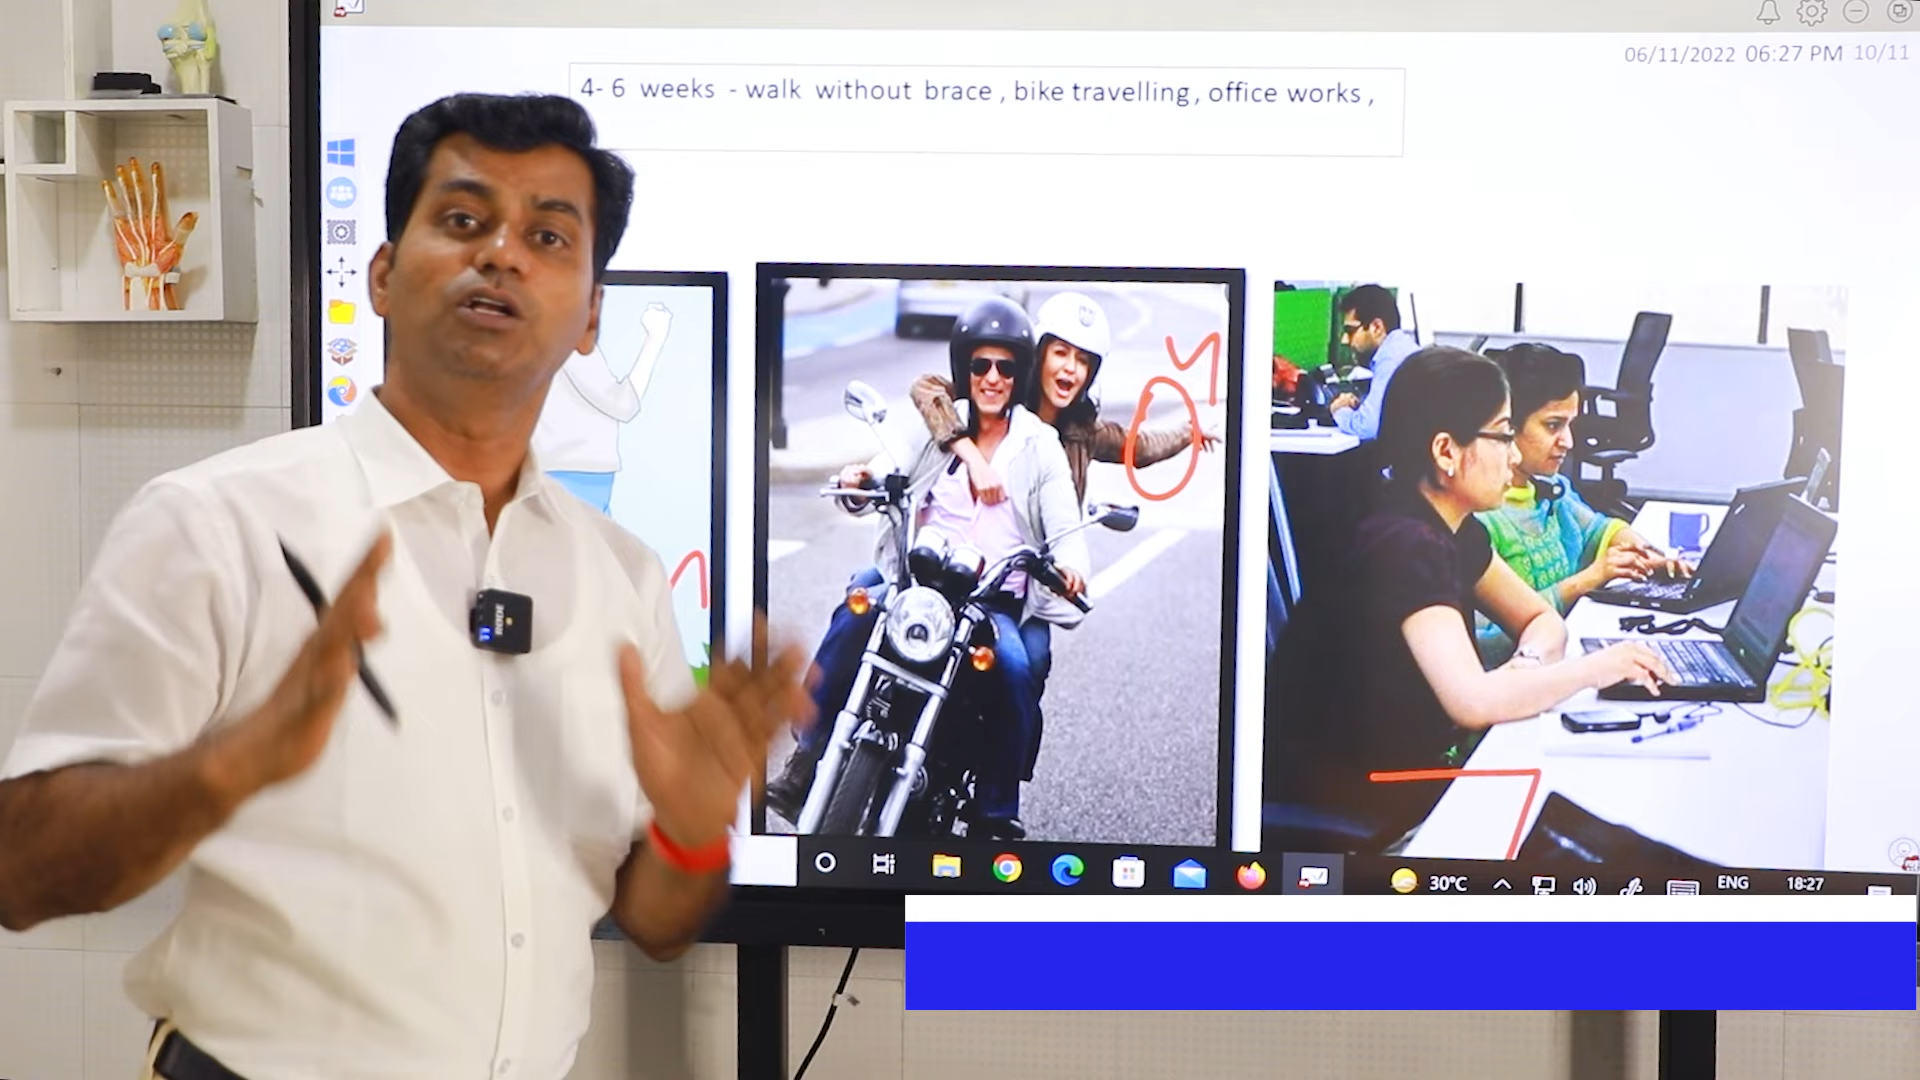 06/11/2022 06:27 PM 10/11
4- 6 weeks - walk without brace , bike travelling , office works ,
RODE
30°C
ENG
18:27